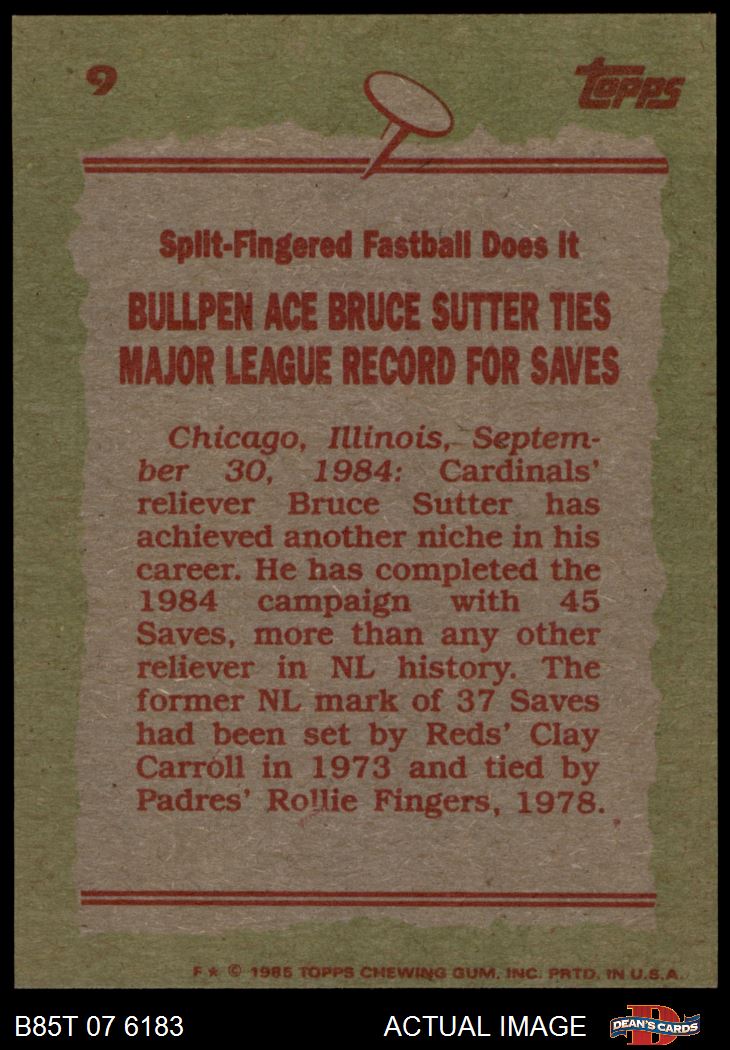 9
Topps
Split-Fingered Fastball Does It
BULLPEN ACE BRUCE SUTTER TIES
MAJOR LEAGUE RECORD FOR SAVES
Chicago, Illinois, Septem-
ber 30, 1984: Cardinals'
reliever Bruce Sutter has
achieved another niche in his
career. He has completed the
1984 campaign with 45
Saves, more than any other
reliever in NL history. The
former NL mark of 37 Saves
had been set by Reds' Clay
Carroll in 1973 and tied by
Padres' Rollie Fingers, 1978.
F★ © 1985 TOPPS CHEWING GUM, INC. PRTD. IN U.S.A.
B85T 07 6183
ACTUAL IMAGE
D
DEAN'S CARDS